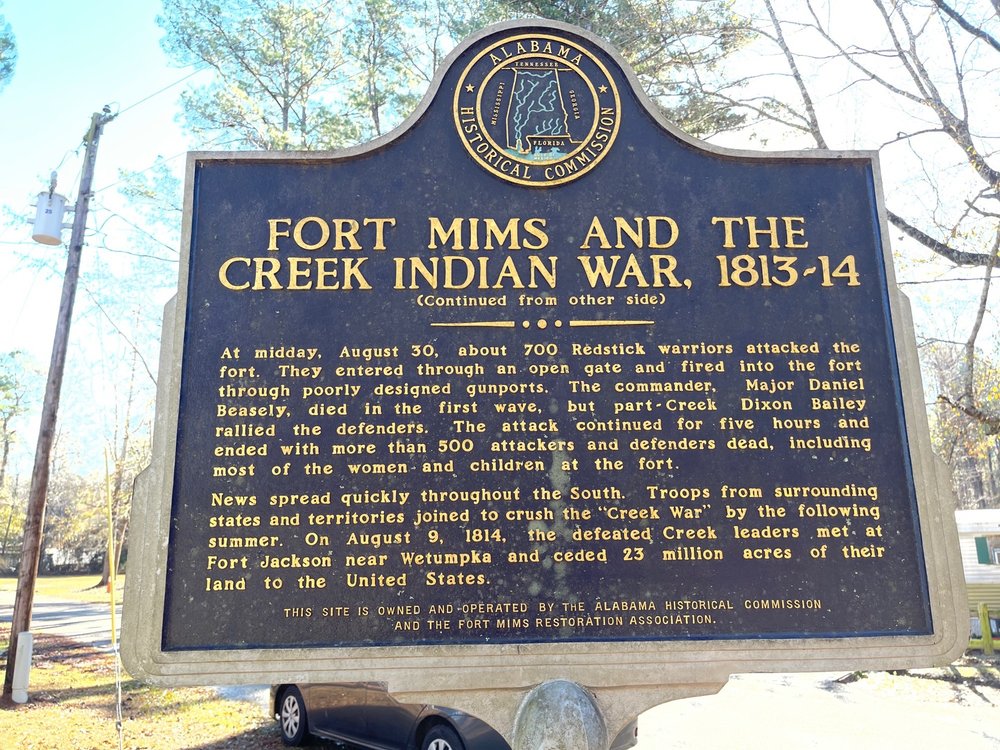 ALABAMA
HISTORICAL COMMISSION
TENNESSEE
MISSISSIPPI
GEORGIA
FLORIDA
FORT MIMS AND THE
CREEK INDIAN WAR, 1813-14
(Continued from other side)
At midday, August 30, about 700 Redstick warriors attacked the
fort. They entered through an open gate and fired into the fort
through poorly designed gunports. The commander, Major Daniel
Beasely, died in the first wave, but part-Creek Dixon Bailey
rallied the defenders. The attack continued for five hours and
ended with more than 500 attackers and defenders dead, including
most of the women and children at the fort.
News spread quickly throughout the South. Troops from surrounding
states and territories joined to crush the "Creek War" by the following
summer. On August 9, 1814, the defeated Creek leaders met at
Fort Jackson near Wetumpka and ceded 23 million acres of their
land to the United States.
THIS SITE IS OWNED AND OPERATED BY THE ALABAMA HISTORICAL COMMISSION
AND THE FORT MIMS RESTORATION ASSOCIATION.
25